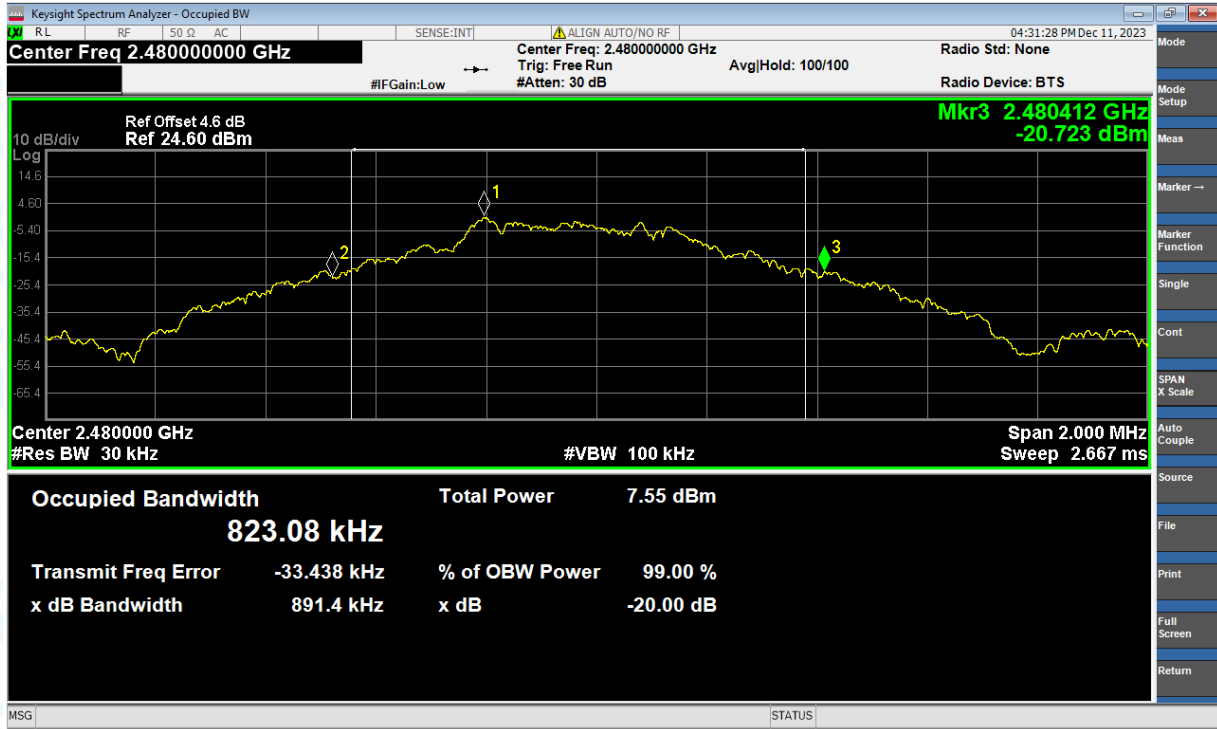 Keysight Spectrum Analyzer - Occupied BW
LXI RL RF 50 Ω AC SENSE:INT ALIGN AUTO/NO RF 04:31:28 PM Dec 11, 2023
Center Freq 2.480000000 GHz
Center Freq: 2.480000000 GHz
Radio Std: None
Trig: Free Run
Avg|Hold: 100/100
#IFGain:Low
#Atten: 30 dB
Radio Device: BTS
Mkr3 2.480412 GHz
-20.723 dBm
Ref Offset 4.6 dB
10 dB/div Ref 24.60 dBm
Log
14.6
4.60
-5.40
-15.4
-25.4
-35.4
-45.4
-55.4
-65.4
1
2
3
Center 2.480000 GHz Span 2.000 MHz
#Res BW 30 kHz #VBW 100 kHz Sweep 2.667 ms
Occupied Bandwidth
823.08 kHz
Total Power 7.55 dBm
Transmit Freq Error -33.438 kHz % of OBW Power 99.00 %
x dB Bandwidth 891.4 kHz x dB -20.00 dB
MSG STATUS
Mode
Mode
Setup
Meas
Marker→
Marker
Function
Single
Cont
SPAN
X Scale
Auto
Couple
Source
File
Print
Full
Screen
Return